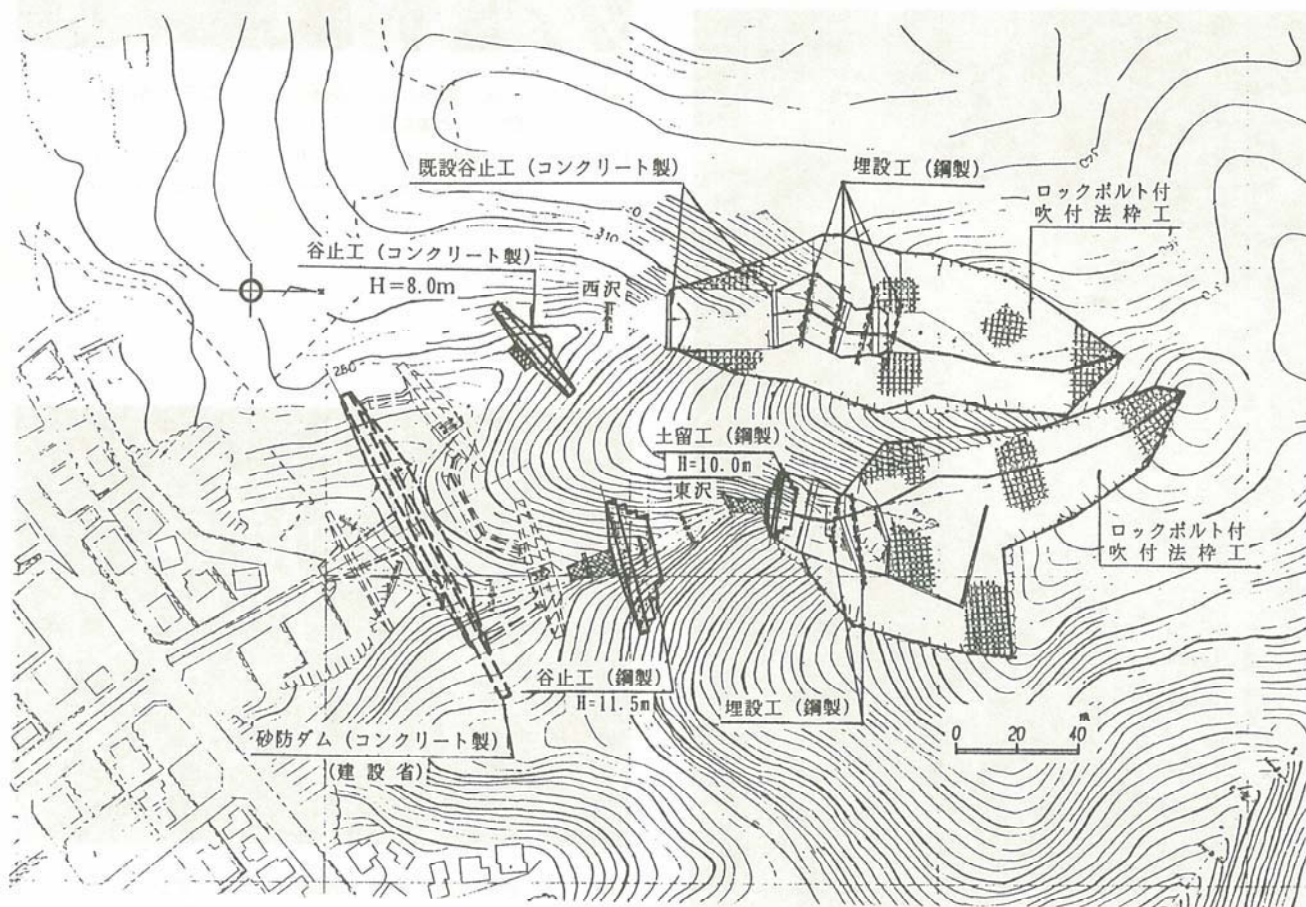 既設谷止工（コンクリート製）
埋設工（鋼製）
ロックボルト付
吹付法枠工
310
谷止工（コンクリート製）
H=8.0m
西沢
280
土留工（鋼製）
H=10.0m
東沢
ロックボルト付
吹付法枠工
谷止工（鋼製）
H=11.5m
埋設工（鋼製）
砂防ダム（コンクリート製）
(建設省)
0 20 40